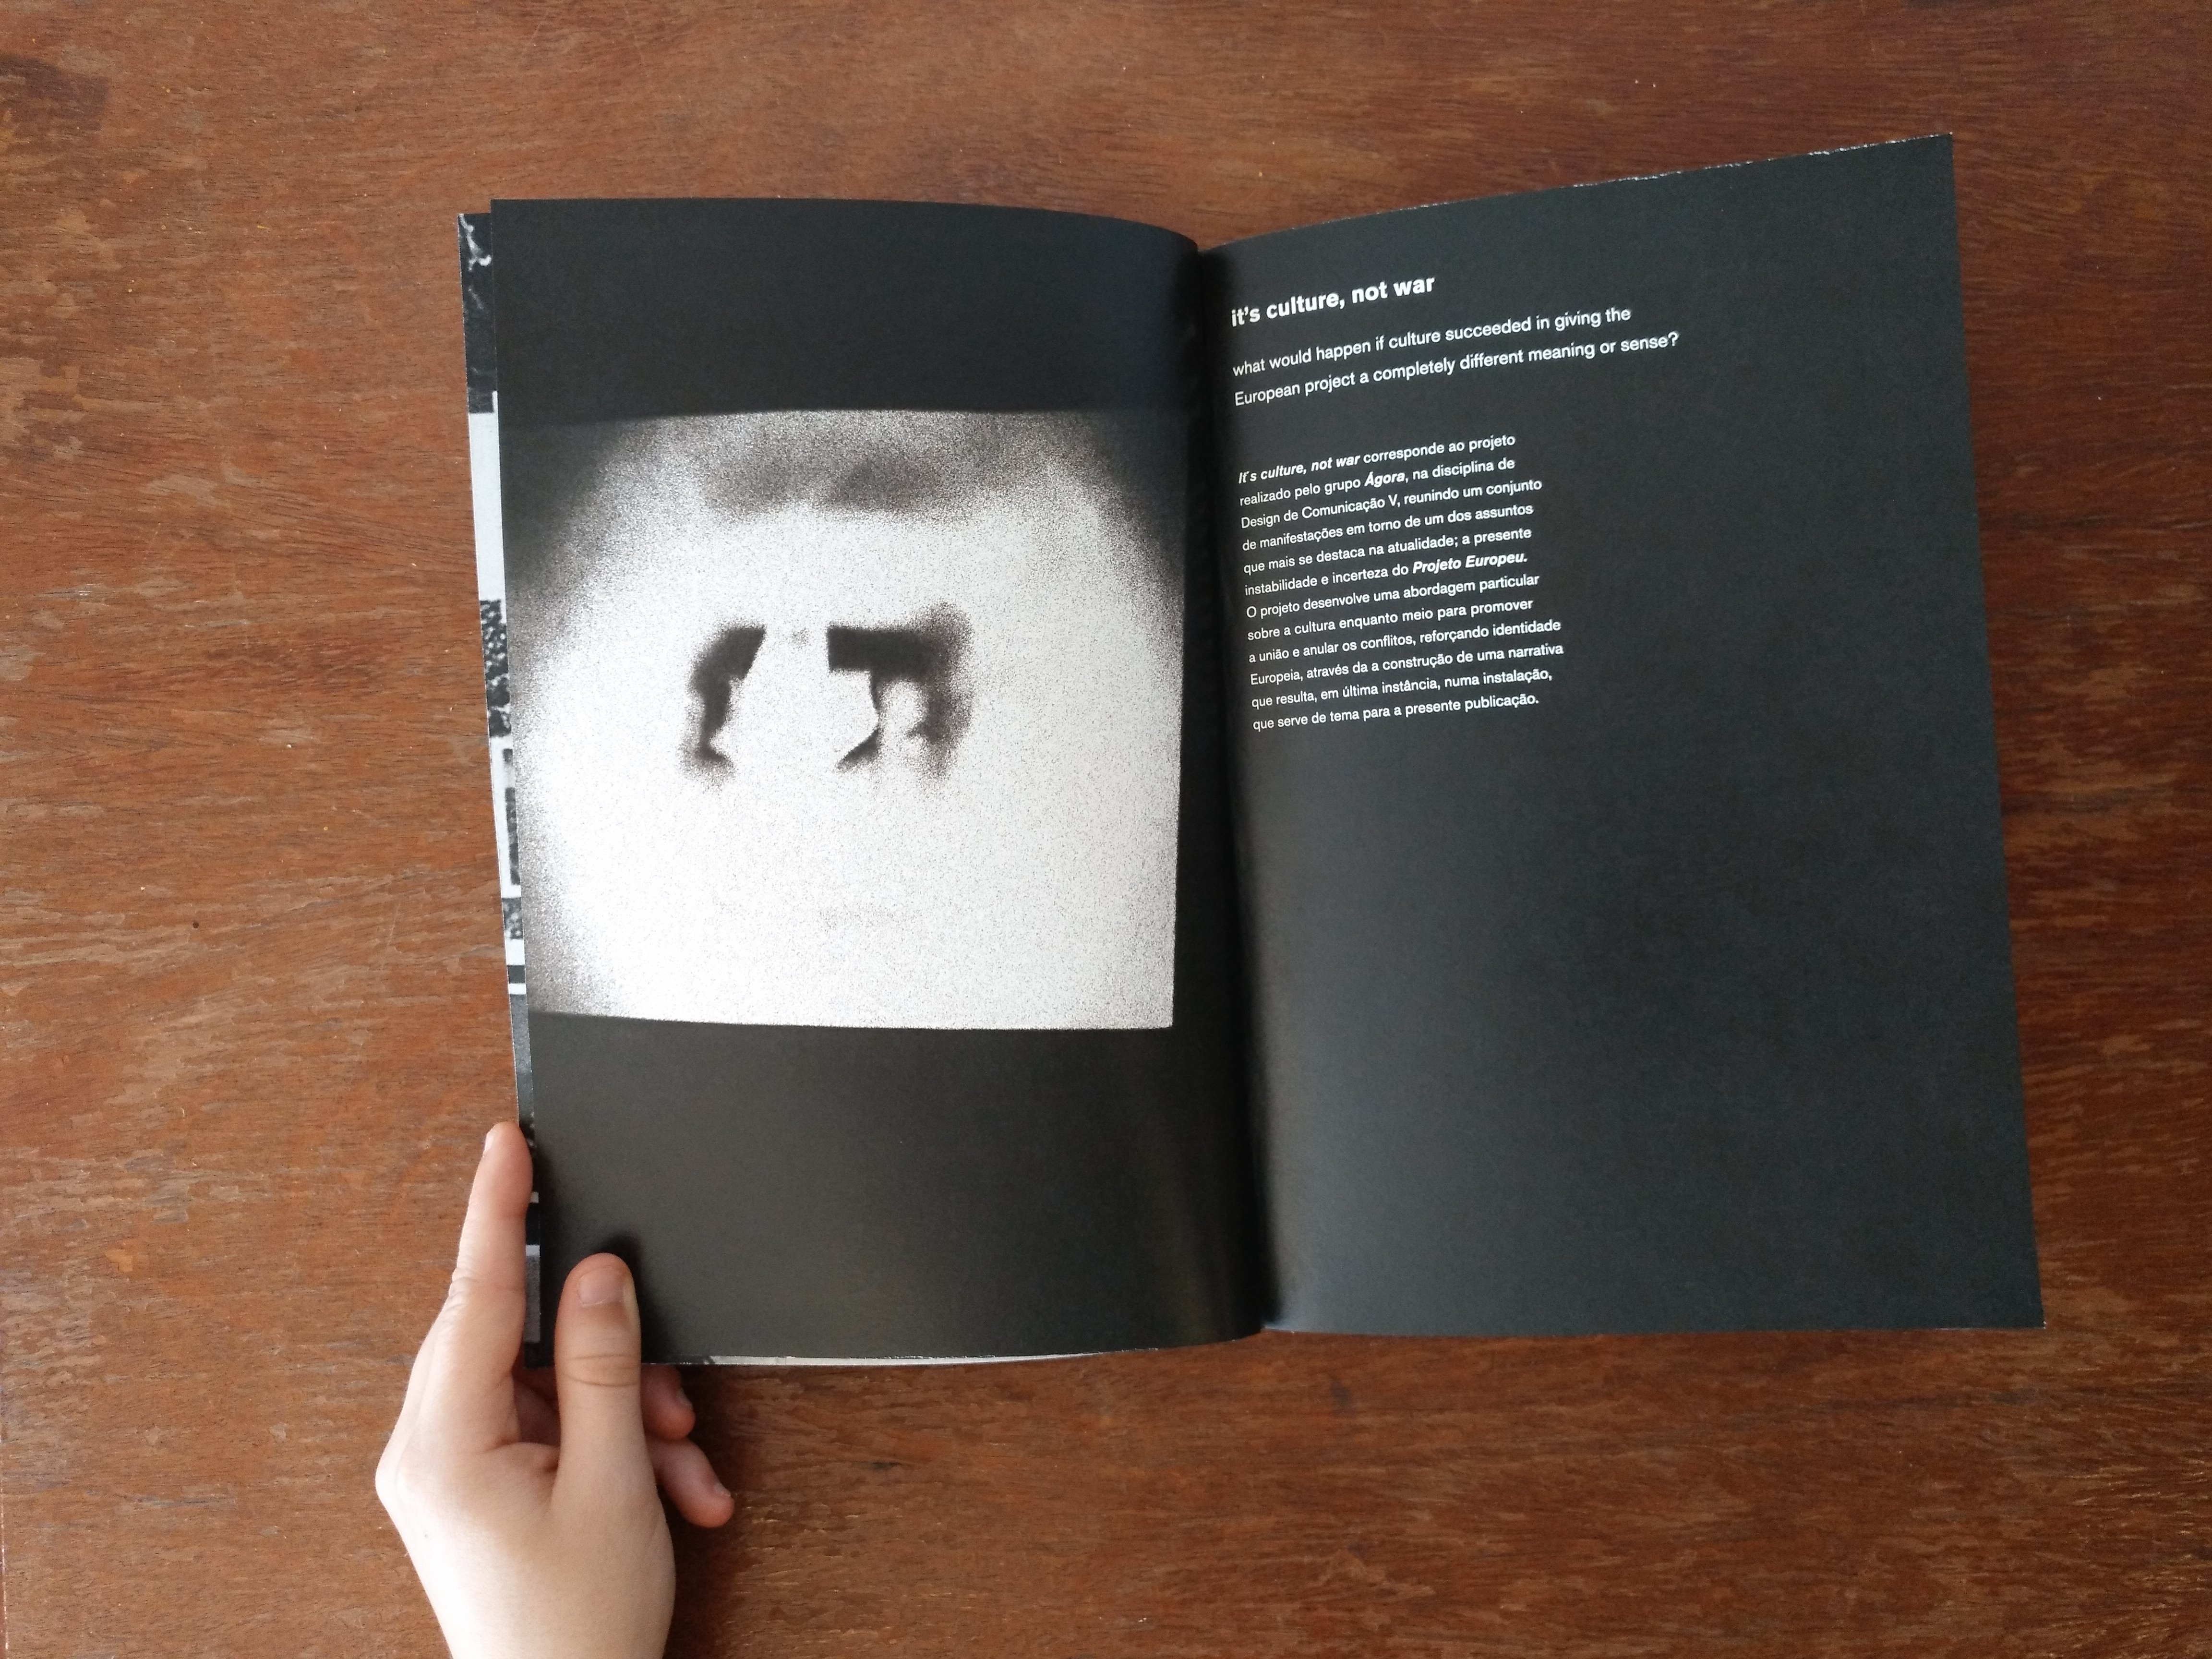 it's culture, not war
what would happen if culture succeeded in giving the
European project a completely different meaning or sense?
It´s culture, not war corresponde ao projeto
realizado pelo grupo Ágora, na disciplina de
Design de Comunicação V, reunindo um conjunto
de manifestações em torno de um dos assuntos
que mais se destaca na atualidade; a presente
instabilidade e incerteza do Projeto Europeu.
O projeto desenvolve uma abordagem particular
sobre a cultura enquanto meio para promover
a união e anular os conflitos, reforçando identidade
Europeia, através da a construção de uma narrativa
que resulta, em última instância, numa instalação,
que serve de tema para a presente publicação.